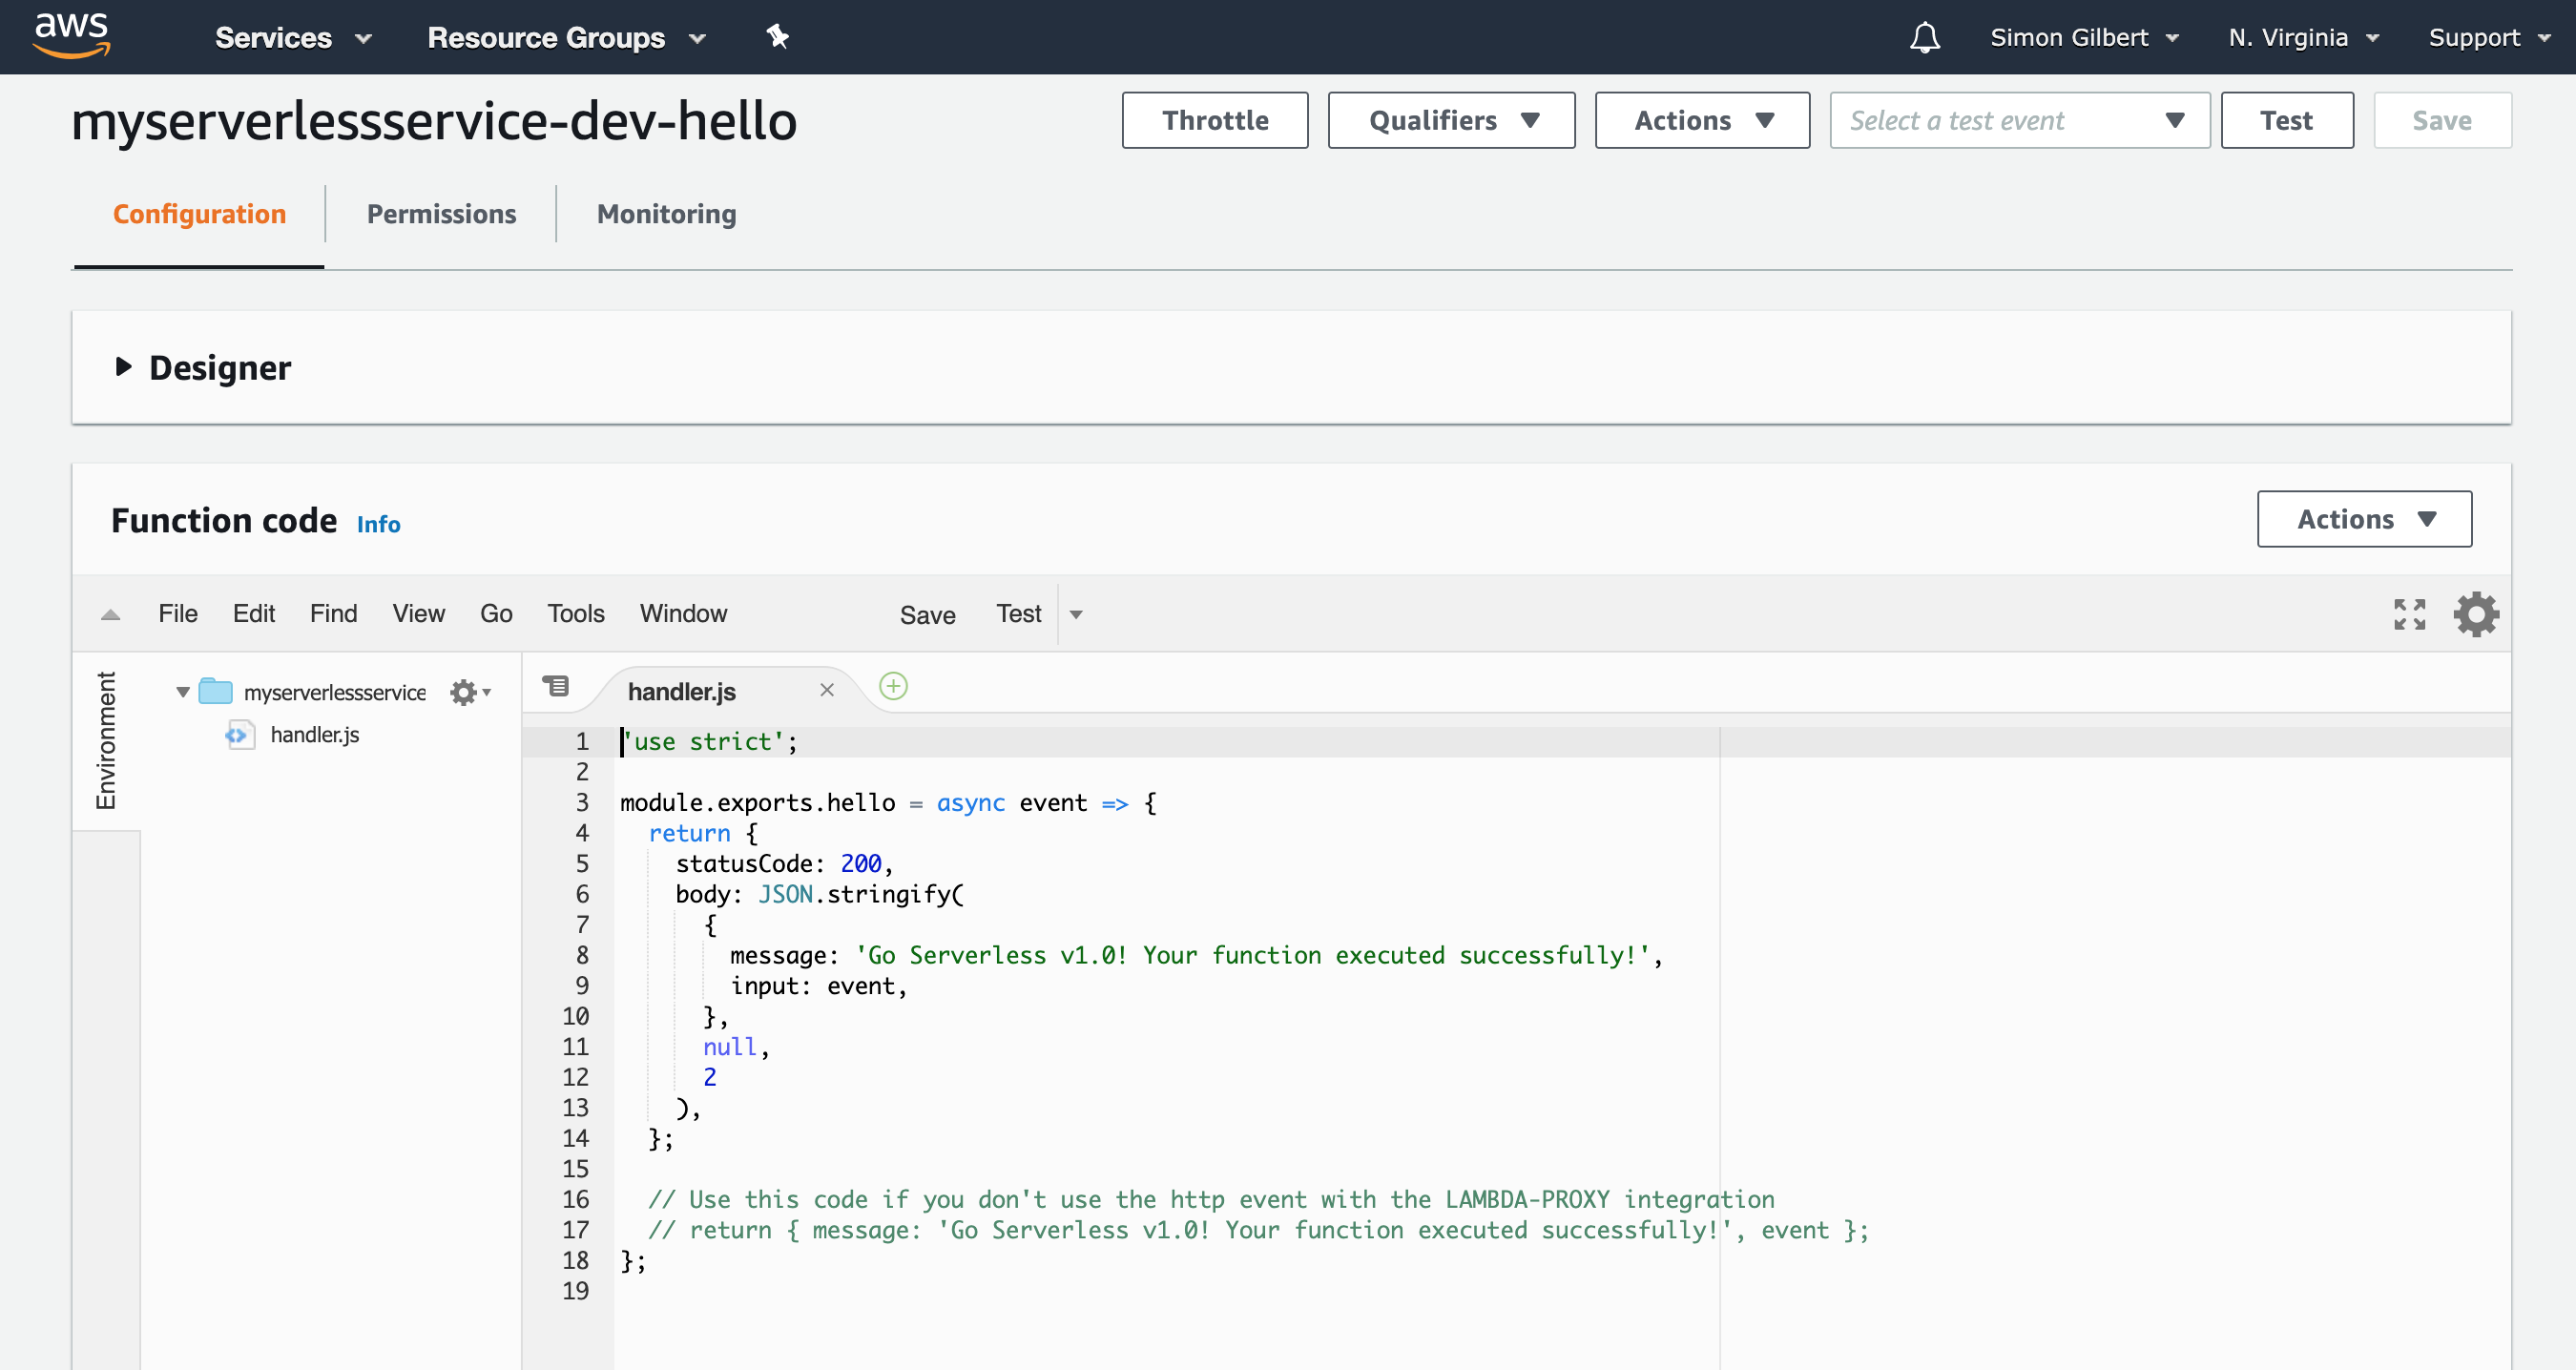 aws Services Resource Groups Simon Gilbert N. Virginia Support
myserverlessservice-dev-hello Throttle Qualifiers Actions Select a test event Test Save
Configuration Permissions Monitoring
Designer
Function code Info Actions
File Edit Find View Go Tools Window Save Test
Environment
myserverlessservice
handler.js
handler.js
1 'use strict';
2
3 module.exports.hello = async event => {
4   return {
5     statusCode: 200,
6     body: JSON.stringify(
7       {
8         message: 'Go Serverless v1.0! Your function executed successfully!',
9         input: event,
10       },
11       null,
12       2
13     ),
14   };
15
16   // Use this code if you don't use the http event with the LAMBDA-PROXY integration
17   // return { message: 'Go Serverless v1.0! Your function executed successfully!', event };
18 };
19